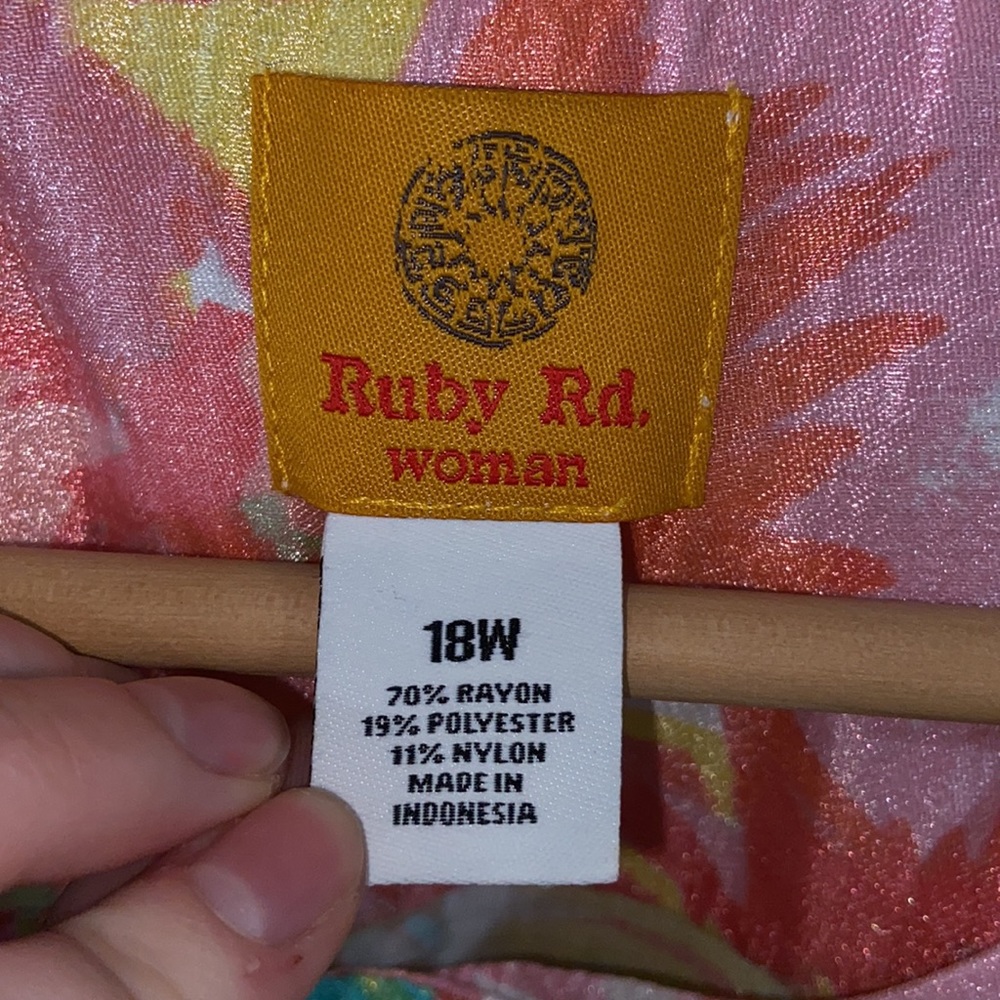 Ruby Rd.
woman
18W
70% RAYON
19% POLYESTER
11% NYLON
MADE IN
INDONESIA